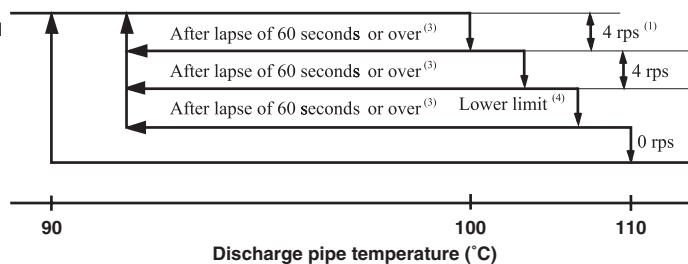 After lapse of 60 seconds or over (3)
4 rps (1)
After lapse of 60 seconds or over (3)
4 rps
After lapse of 60 seconds or over (3)
Lower limit (4)
0 rps
90
100
110
Discharge pipe temperature (˚C)